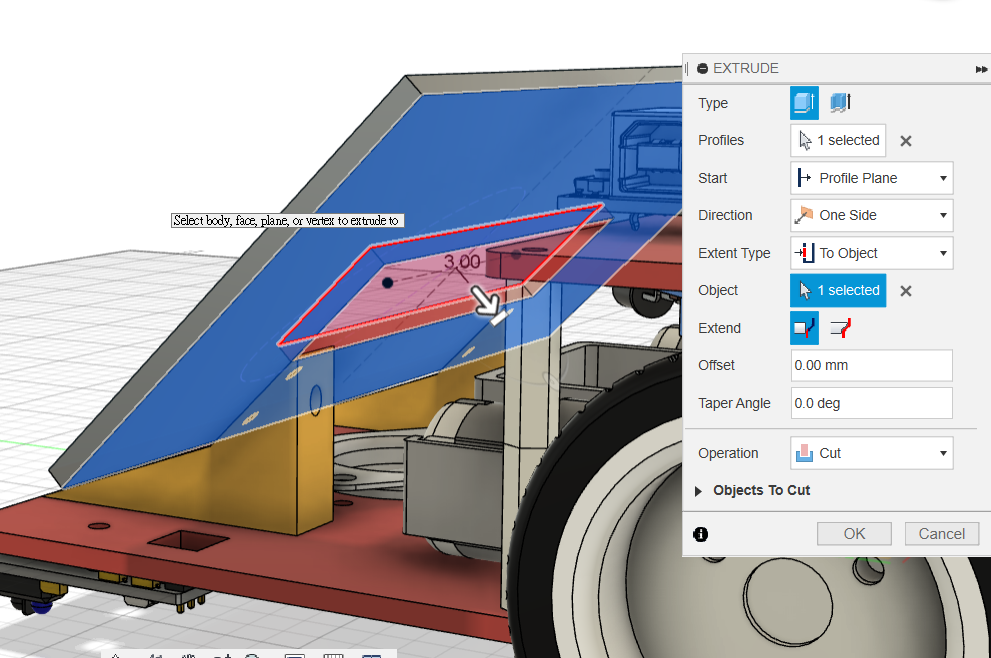 EXTRUDE
Type
Profiles
1 selected
Start
Profile Plane
Direction
One Side
Extent Type
To Object
Object
1 selected
Extend
Offset
0.00 mm
Taper Angle
0.0 deg
Operation
Cut
Objects To Cut
OK
Cancel
Select body, face, plane, or vertex to extrude to
3.00